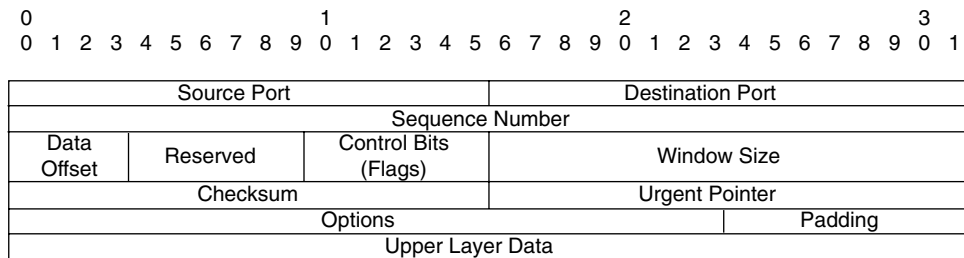 0 1 2 3
0 1 2 3 4 5 6 7 8 9 0 1 2 3 4 5 6 7 8 9 0 1 2 3 4 5 6 7 8 9 0 1
Source Port Destination Port
Sequence Number
Data Offset Reserved Control Bits (Flags) Window Size
Checksum Urgent Pointer
Options Padding
Upper Layer Data